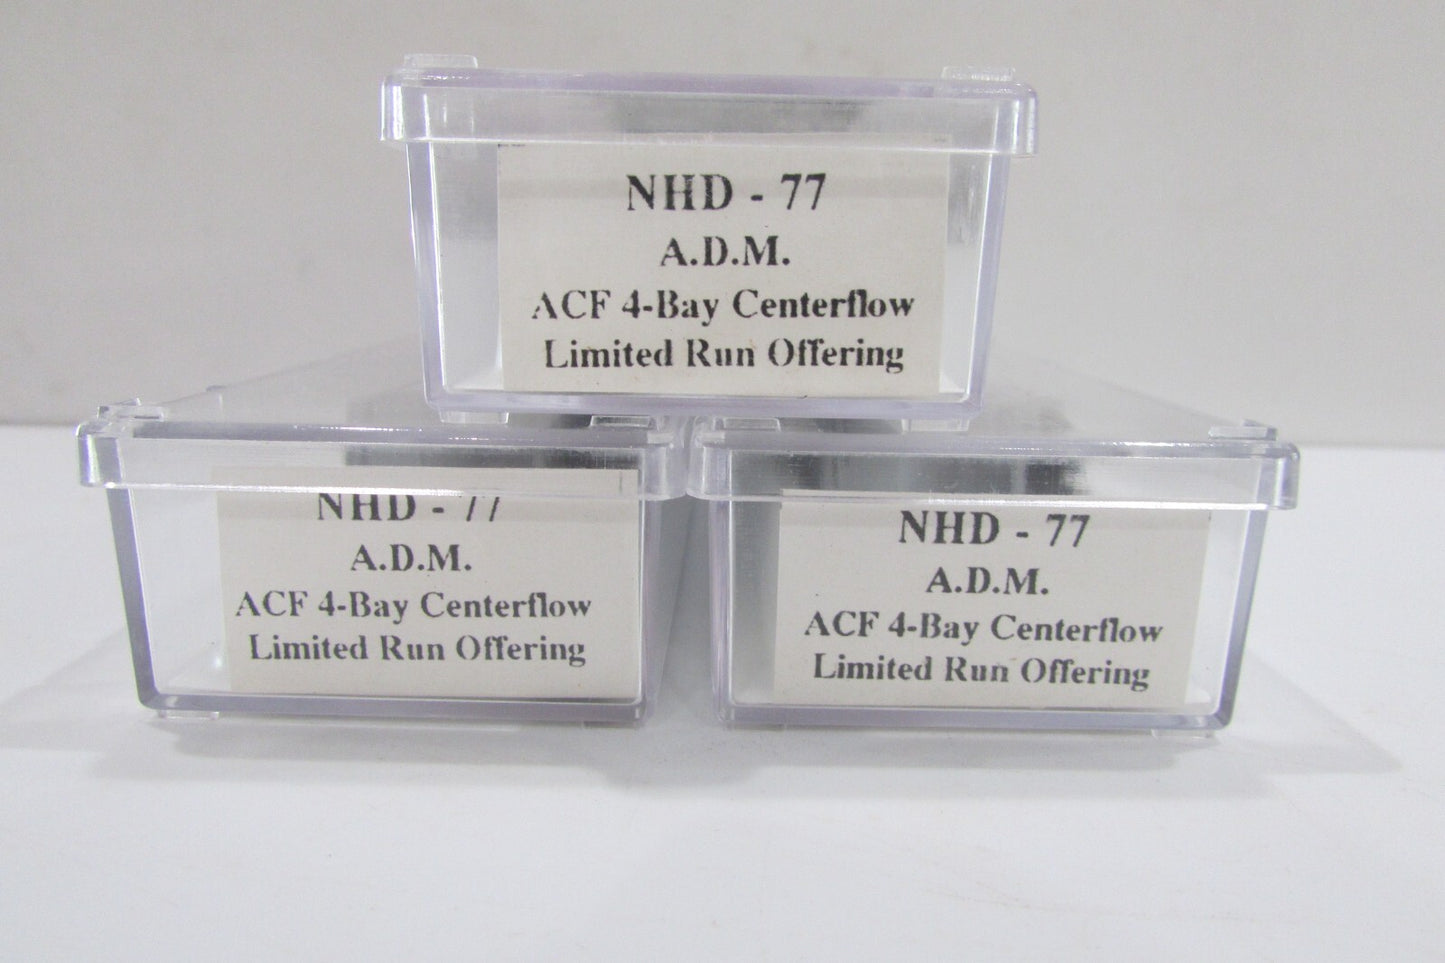 NHD - 77
A.D.M.
ACF 4-Bay Centerflow
Limited Run Offering
NHD - 77
A.D.M.
ACF 4-Bay Centerflow
Limited Run Offering
NHD - 77
A.D.M.
ACF 4-Bay Centerflow
Limited Run Offering